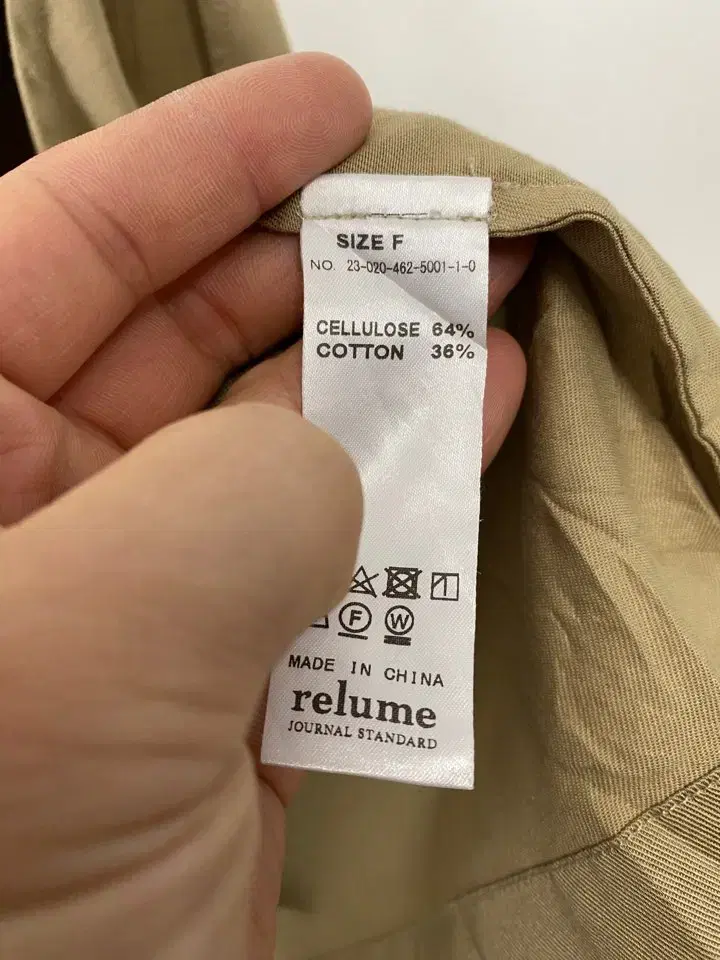 SIZE F
NO. 23-020-462-5001-1-0
CELLULOSE 64%
COTTON 36%
F W
MADE IN CHINA
relume
JOURNAL STANDARD